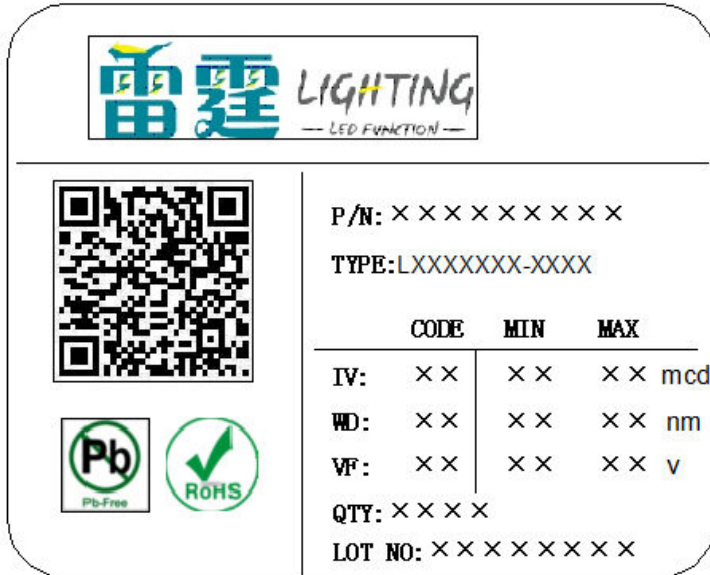 雷霆 LIGHTING
LED FUNCTION
P/N: ×××××××××
TYPE:LXXXXXXX-XXXX
CODE MIN MAX
IV: ×× ×× ×× mcd
WD: ×× ×× ×× nm
VF: ×× ×× ×× v
QTY: ××××
LOT NO: ××××××××
Pb
Pb-Free
RoHS